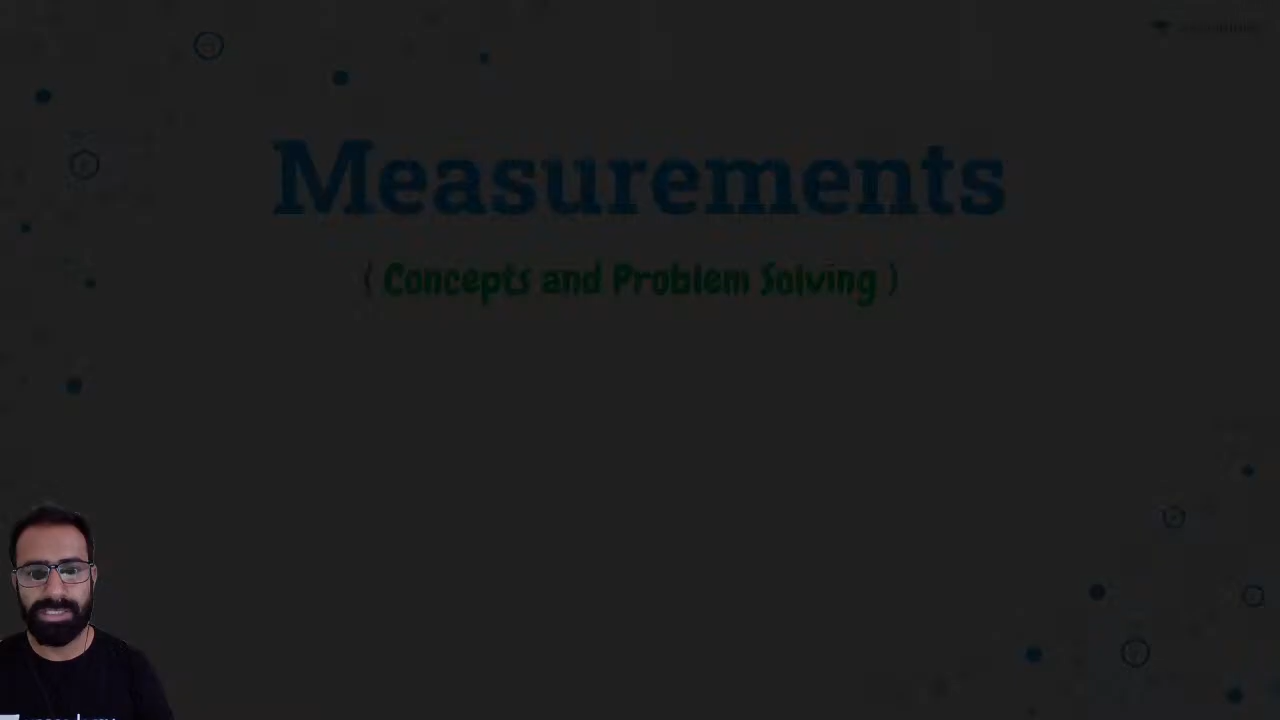 Measurements
( Concepts and Problem Solving )